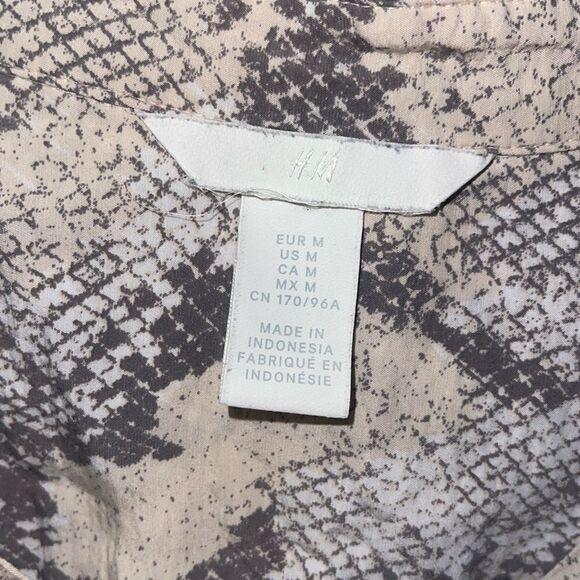 H&M
EUR M
US M
CA M
MX M
CN 170/96A
MADE IN
INDONESIA
FABRIQUÉ EN
INDONÉSIE